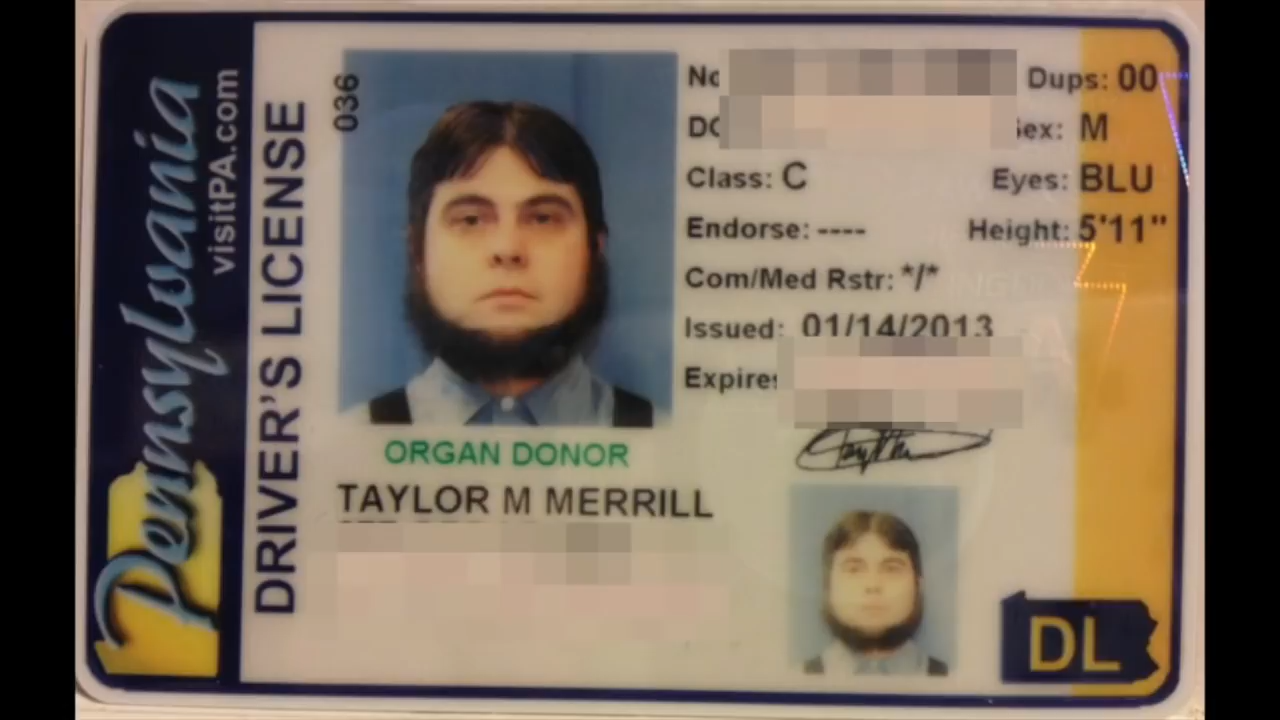 Pennsylvania
visitPA.com
DRIVER'S LICENSE
036
Dups: 00
Sex: M
Class: C
Eyes: BLU
Endorse: ----
Height: 5'11"
Com/Med Rstr: */*
Issued: 01/14/2013
Expires
ORGAN DONOR
TAYLOR M MERRILL
DL